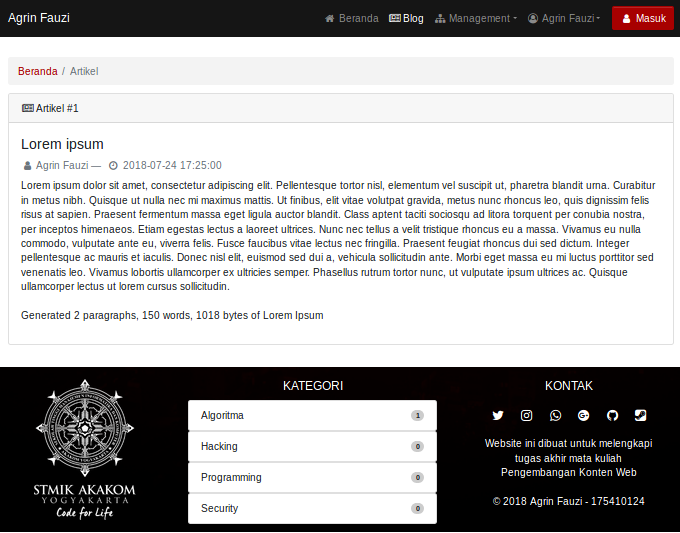 Agrin Fauzi
Beranda
Blog
Management
Agrin Fauzi
Masuk
Beranda / Artikel
Artikel #1
Lorem ipsum
Agrin Fauzi — 2018-07-24 17:25:00
Lorem ipsum dolor sit amet, consectetur adipiscing elit. Pellentesque tortor nisl, elementum vel suscipit ut, pharetra blandit urna. Curabitur
in metus nibh. Quisque ut nulla nec mi maximus mattis. Ut finibus, elit vitae volutpat gravida, metus nunc rhoncus leo, quis dignissim felis
risus at sapien. Praesent fermentum massa eget ligula auctor blandit. Class aptent taciti sociosqu ad litora torquent per conubia nostra,
per inceptos himenaeos. Etiam egestas lectus a laoreet ultrices. Nunc nec tellus a velit tristique rhoncus eu a massa. Vivamus eu nulla
commodo, vulputate ante eu, viverra felis. Fusce faucibus vitae lectus nec fringilla. Praesent feugiat rhoncus dui sed dictum. Integer
pellentesque ac mauris et iaculis. Donec nisl elit, euismod sed dui a, vehicula sollicitudin ante. Morbi eget massa eu mi luctus porttitor sed
venenatis leo. Vivamus lobortis ullamcorper ex ultricies semper. Phasellus rutrum tortor nunc, ut vulputate ipsum ultrices ac. Quisque
ullamcorper lectus ut lorem cursus sollicitudin.
Generated 2 paragraphs, 150 words, 1018 bytes of Lorem Ipsum
STMIK AKAKOM
YOGYAKARTA
Code for Life
KATEGORI
Algoritma 1
Hacking 0
Programming 0
Security 0
KONTAK
Website ini dibuat untuk melengkapi
tugas akhir mata kuliah
Pengembangan Konten Web
© 2018 Agrin Fauzi - 175410124